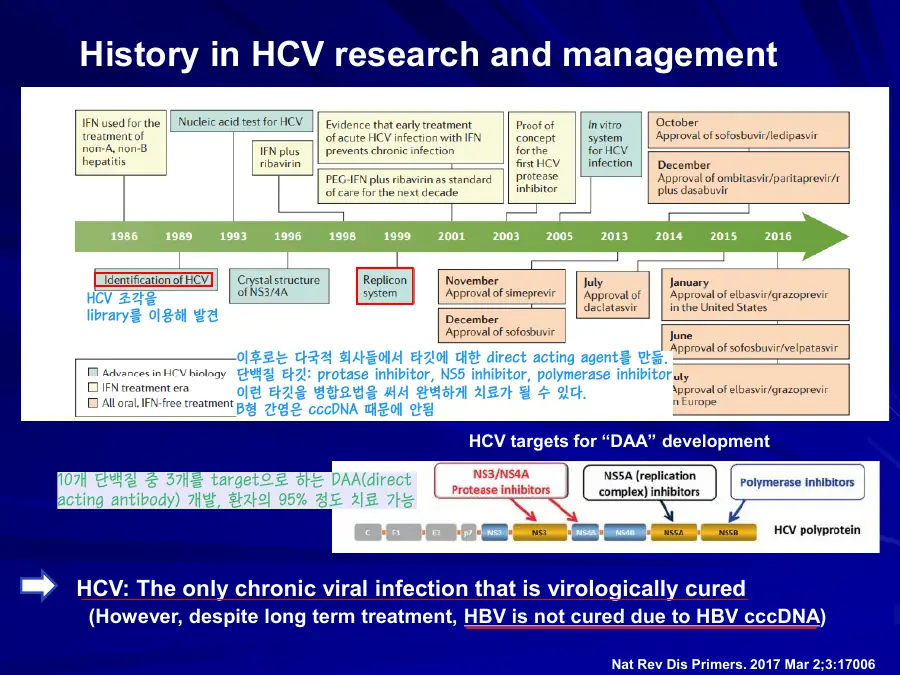 History in HCV research and management
IFN used for the
treatment of
non-A, non-B
hepatitis
Nucleic acid test for HCV
IFN plus
ribavirin
Evidence that early treatment
of acute HCV infection with IFN
prevents chronic infection
PEG-IFN plus ribavirin as standard
of care for the next decade
Proof of
concept
for the
first HCV
protease
inhibitor
In vitro
system
for HCV
infection
October
Approval of sofosbuvir/ledipasvir
December
Approval of ombitasvir/paritaprevir/r
plus dasabuvir
1986 1989 1993 1996 1998 1999 2001 2003 2005 2013 2014 2015 2016
Identification of HCV
HCV 조각을
library를 이용해 발견
Crystal structure
of NS3/4A
Replicon
system
November
Approval of simeprevir
December
Approval of sofosbuvir
July
Approval of
daclatasvir
January
Approval of elbasvir/grazoprevir
in the United States
June
Approval of sofosbuvir/velpatasvir
July
Approval of elbasvir/grazoprevir
in Europe
Advances in HCV biology
IFN treatment era
All oral, IFN-free treatment
이후로는 다국적 회사들에서 타깃에 대한 direct acting agent를 만듦.
단백질 타깃: protase inhibitor, NS5 inhibitor, polymerase inhibitor
이런 타깃을 병합요법을 써서 완벽하게 치료가 될 수 있다.
B형 간염은 cccDNA 때문에 안됨
HCV targets for “DAA” development
10개 단백질 중 3개를 target으로 하는 DAA(direct
acting antibody) 개발, 환자의 95% 정도 치료 가능
NS3/NS4A
Protease inhibitors
NS5A (replication
complex) inhibitors
Polymerase inhibitors
C E1 E2 p7 NS2 NS3 NS4A NS4B NS5A NS5B HCV polyprotein
HCV: The only chronic viral infection that is virologically cured
(However, despite long term treatment, HBV is not cured due to HBV cccDNA)
Nat Rev Dis Primers. 2017 Mar 2;3:17006